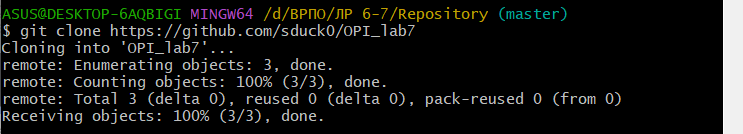 ASUS@DESKTOP-6AQBIGI MINGW64 /d/ВРПО/ЛР 6-7/Repository (master)
$ git clone https://github.com/sduck0/OPI_lab7
Cloning into 'OPI_lab7'...
remote: Enumerating objects: 3, done.
remote: Counting objects: 100% (3/3), done.
remote: Total 3 (delta 0), reused 0 (delta 0), pack-reused 0 (from 0)
Receiving objects: 100% (3/3), done.